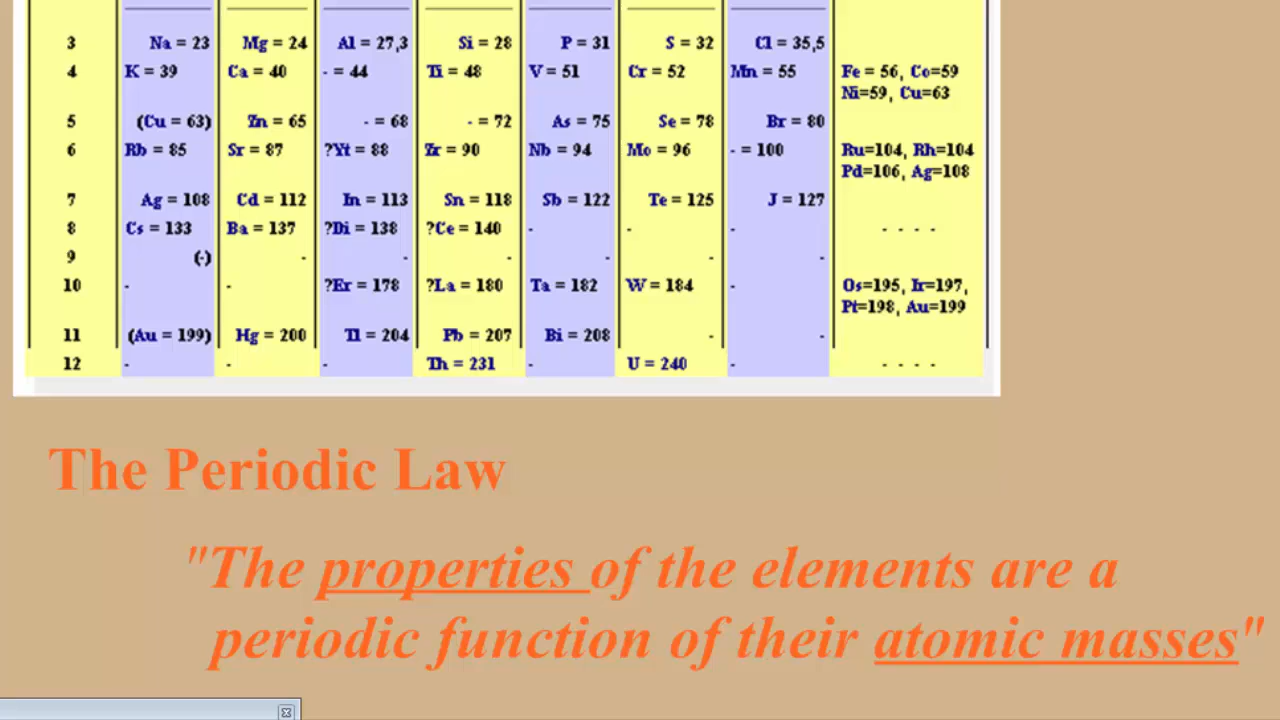 3 Na = 23 Mg = 24 Al = 27,3 Si = 28 P = 31 S = 32 Cl = 35,5
4 K = 39 Ca = 40 - = 44 Ti = 48 V = 51 Cr = 52 Mn = 55 Fe = 56, Co=59
Ni=59, Cu=63
5 (Cu = 63) Zn = 65 - = 68 - = 72 As = 75 Se = 78 Br = 80
6 Rb = 85 Sr = 87 ?Yt = 88 Zr = 90 Nb = 94 Mo = 96 - = 100 Ru=104, Rh=104
Pd=106, Ag=108
7 Ag = 108 Cd = 112 In = 113 Sn = 118 Sb = 122 Te = 125 J = 127
8 Cs = 133 Ba = 137 ?Di = 138 ?Ce = 140 - - - - - - -
9 (-) - - - - - -
10 - - ?Er = 178 ?La = 180 Ta = 182 W = 184 - Os=195, Ir=197,
Pt=198, Au=199
11 (Au = 199) Hg = 200 Tl = 204 Pb = 207 Bi = 208 - -
12 - - - Th = 231 - U = 240 - - - - -
The Periodic Law
"The properties of the elements are a
periodic function of their atomic masses"